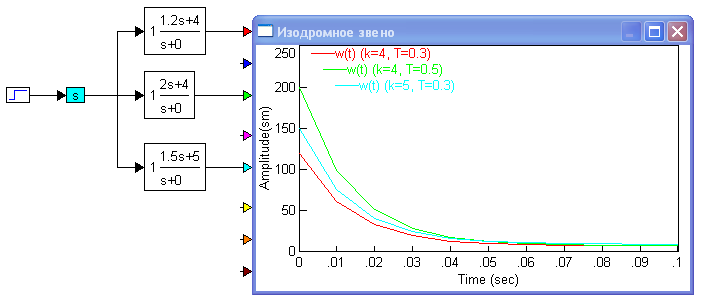 1.2s+4
1
s+0
2s+4
1
s+0
1.5s+5
1
s+0
s
Изодромное звено
w(t) (k=4, T=0.3)
w(t) (k=4, T=0.5)
w(t) (k=5, T=0.3)
Amplitude(sm)
250
200
150
100
50
0
0 .01 .02 .03 .04 .05 .06 .07 .08 .09 .1
Time (sec)